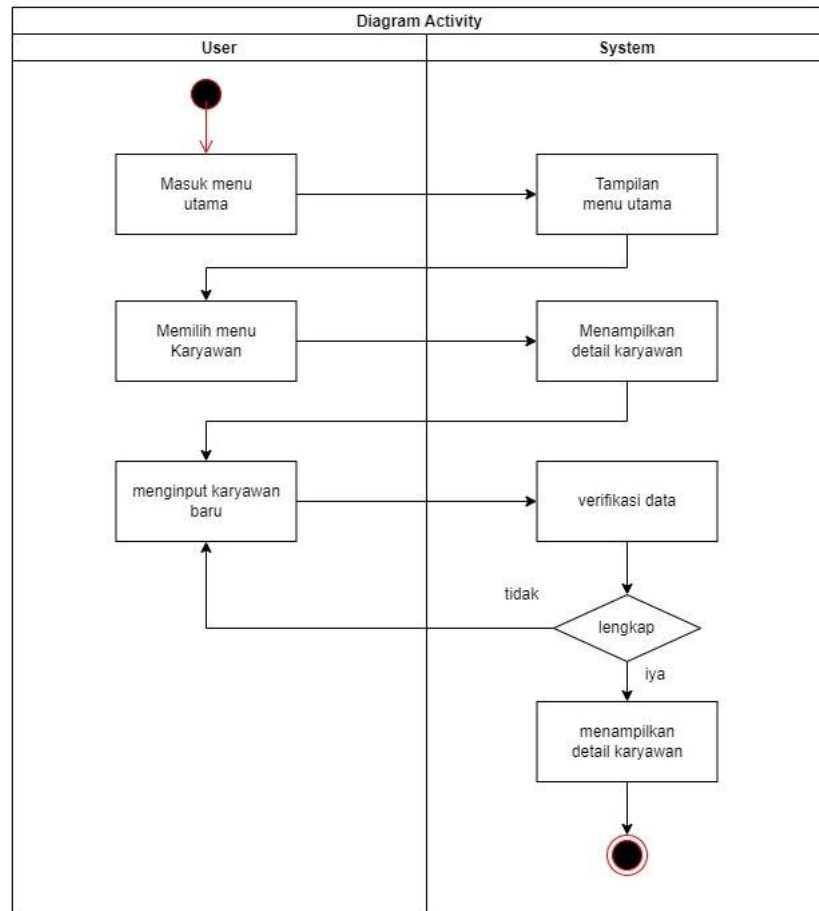 Diagram Activity
User
System
Masuk menu
utama
Tampilan
menu utama
Memilih menu
Karyawan
Menampilkan
detail karyawan
menginput karyawan
baru
verifikasi data
tidak
lengkap
iya
menampilkan
detail karyawan